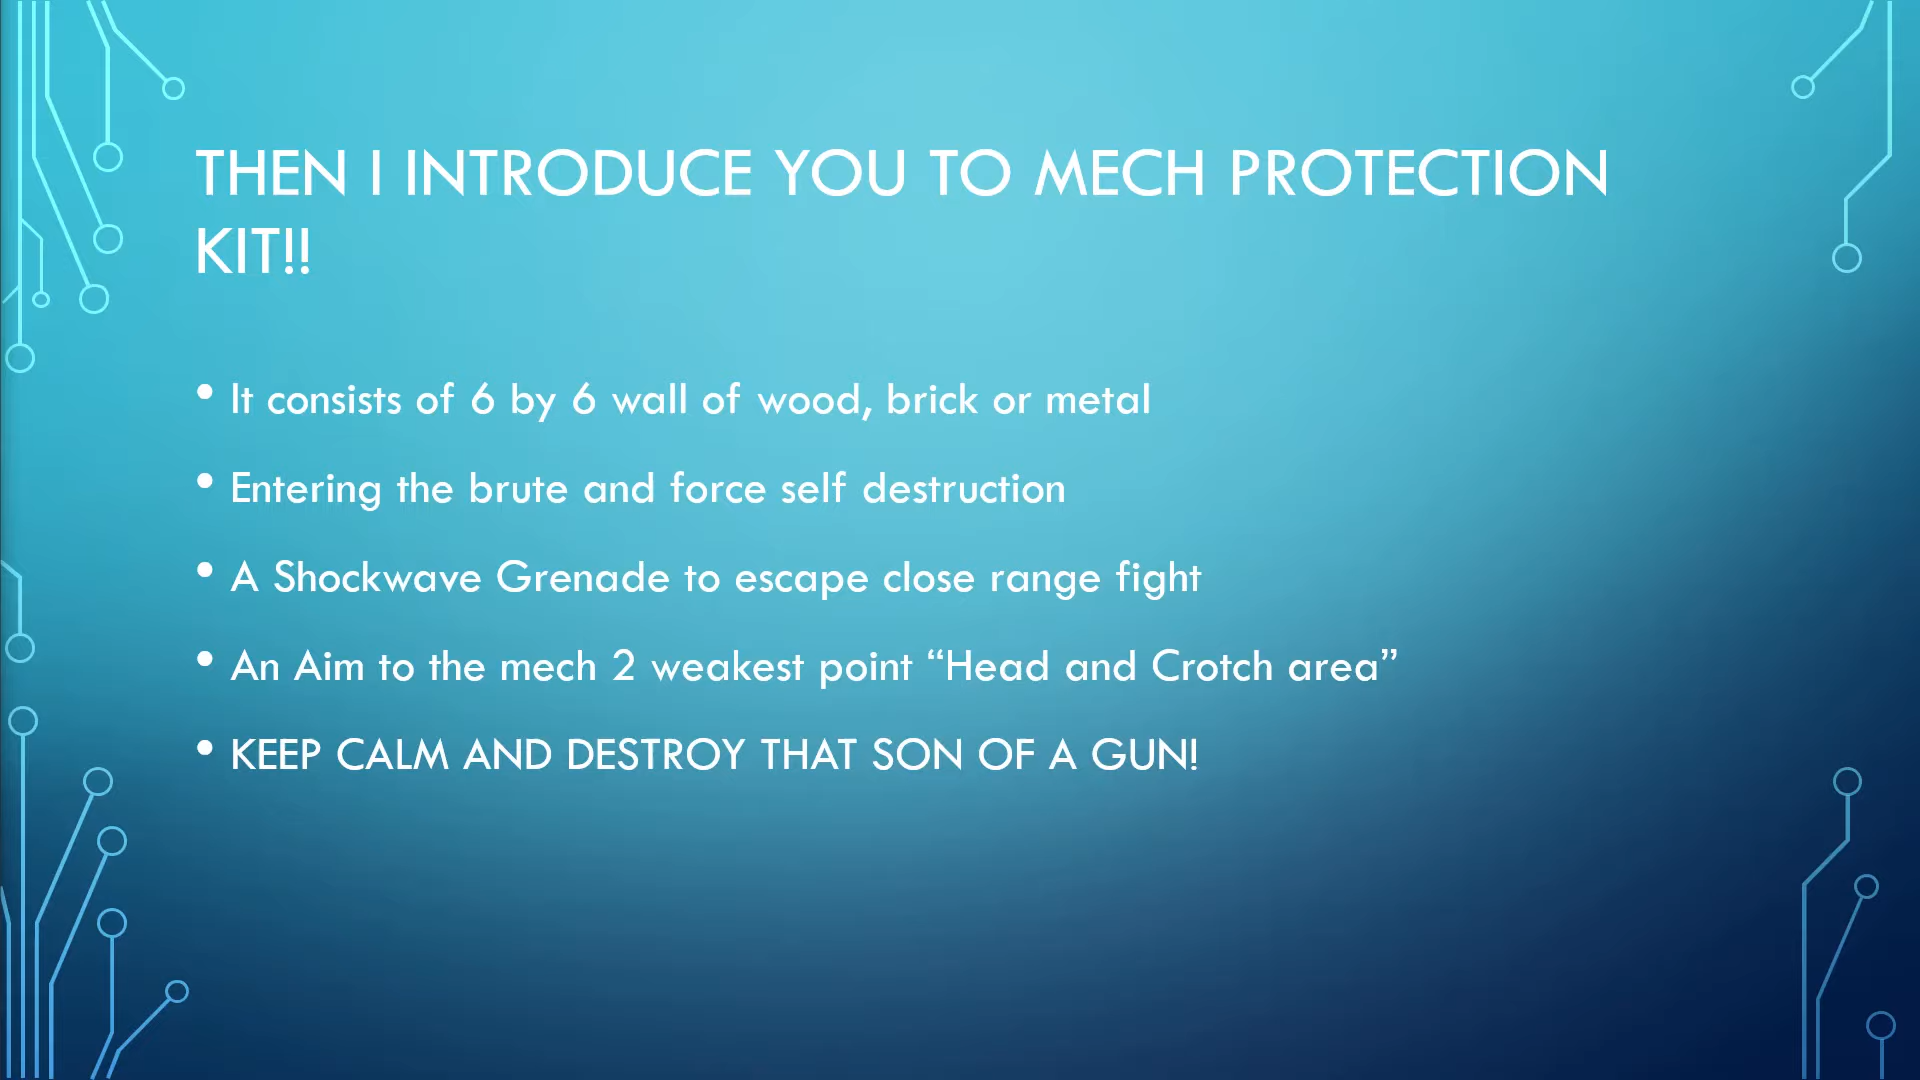 THEN I INTRODUCE YOU TO MECH PROTECTION
KIT!!
• It consists of 6 by 6 wall of wood, brick or metal
• Entering the brute and force self destruction
• A Shockwave Grenade to escape close range fight
• An Aim to the mech 2 weakest point “Head and Crotch area”
• KEEP CALM AND DESTROY THAT SON OF A GUN!